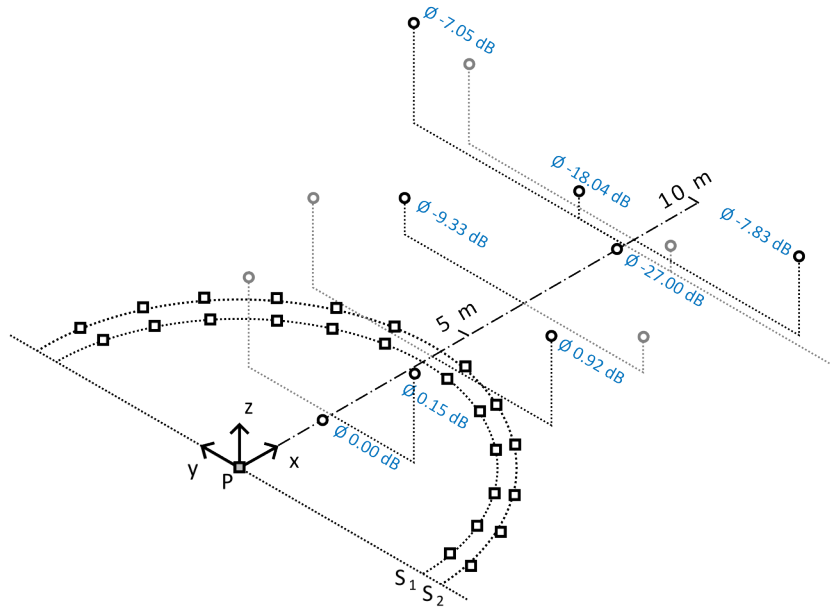 Ø -7.05 dB
Ø -18.04 dB
10 m
Ø -7.83 dB
Ø -9.33 dB
Ø -27.00 dB
5 m
Ø 0.92 dB
Ø 0.15 dB
z
Ø 0.00 dB
y
x
P
S1
S2